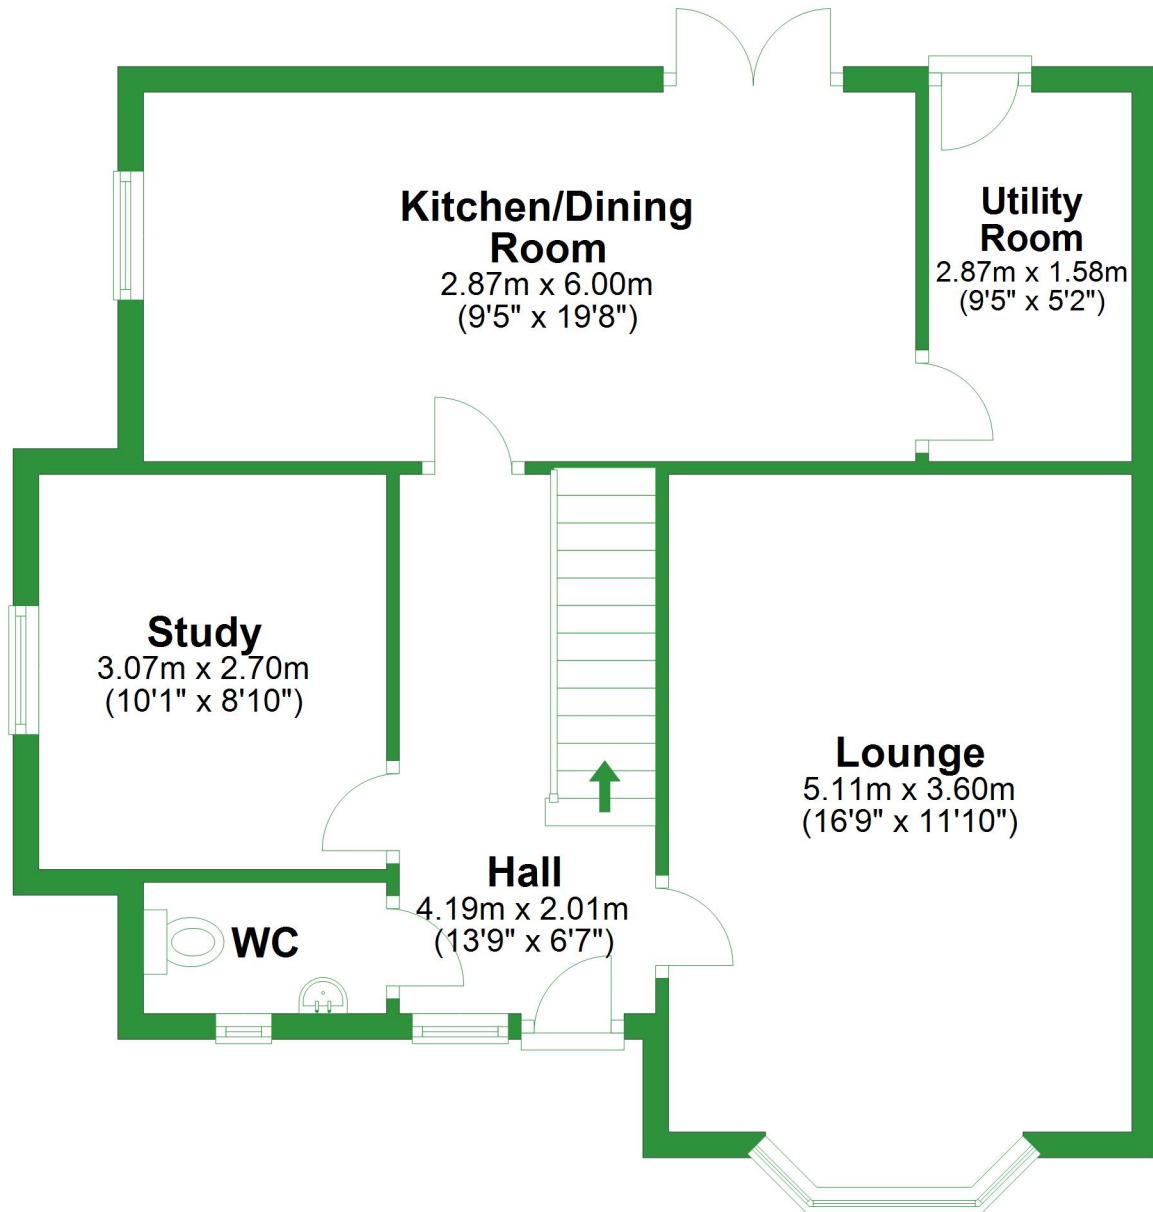 Kitchen/Dining
Room
2.87m x 6.00m
(9'5" x 19'8")
Utility
Room
2.87m x 1.58m
(9'5" x 5'2")
Study
3.07m x 2.70m
(10'1" x 8'10")
Lounge
5.11m x 3.60m
(16'9" x 11'10")
Hall
4.19m x 2.01m
(13'9" x 6'7")
WC